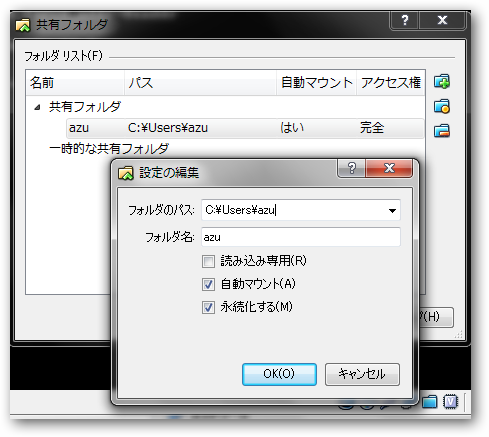 共有フォルダ
フォルダ リスト(F)
名前 パス 自動マウント アクセス権
共有フォルダ
azu C:¥Users¥azu はい 完全
一時的な共有フォルダ
設定の編集
フォルダのパス: C:¥Users¥azu
フォルダ名: azu
読み込み専用(R)
自動マウント(A)
永続化する(M)
(H)
OK(O) キャンセル